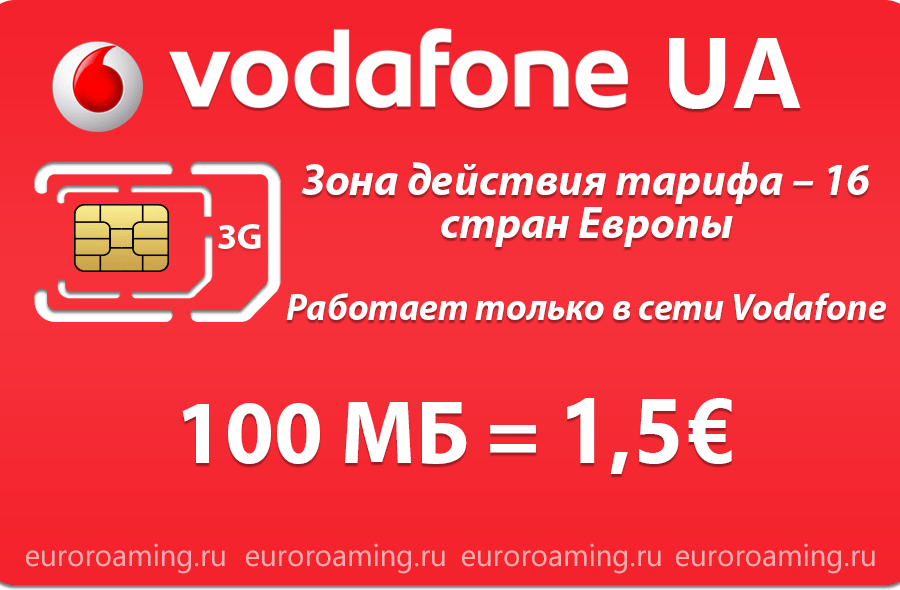 vodafone UA
Зона действия тарифа – 16
стран Европы
3G
Работает только в сети Vodafone
100 МБ = 1,5€
euroroaming.ru euroroaming.ru euroroaming.ru euroroaming.ru